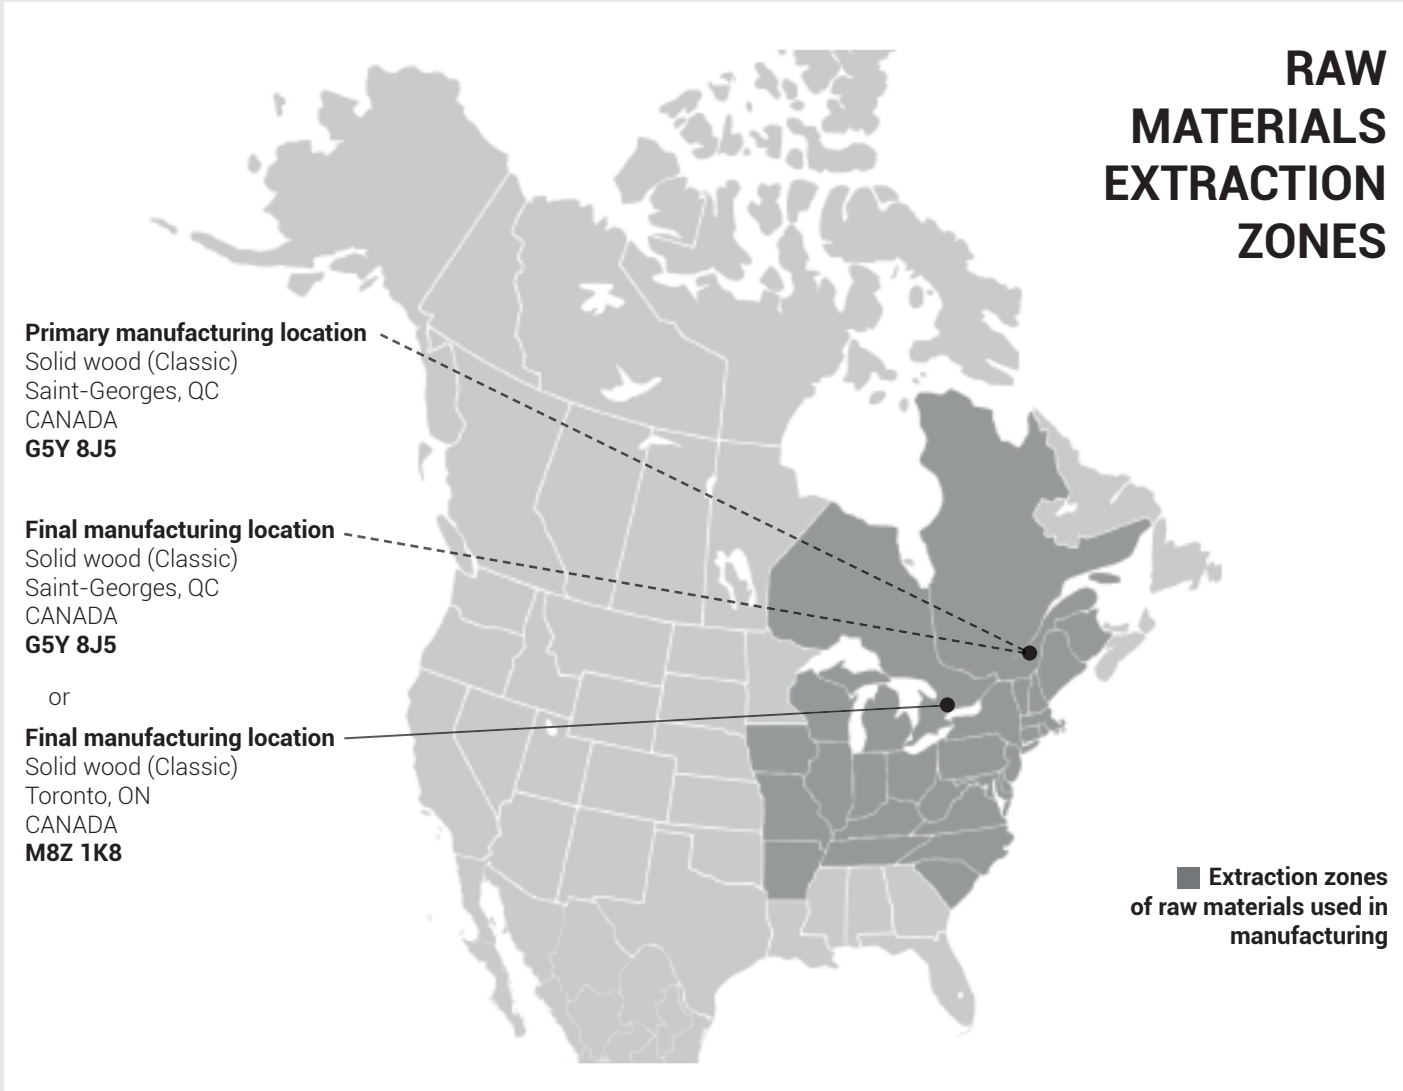 RAW
MATERIALS
EXTRACTION
ZONES
Primary manufacturing location
Solid wood (Classic)
Saint-Georges, QC
CANADA
G5Y 8J5
Final manufacturing location
Solid wood (Classic)
Saint-Georges, QC
CANADA
G5Y 8J5
or
Final manufacturing location
Solid wood (Classic)
Toronto, ON
CANADA
M8Z 1K8
Extraction zones
of raw materials used in
manufacturing